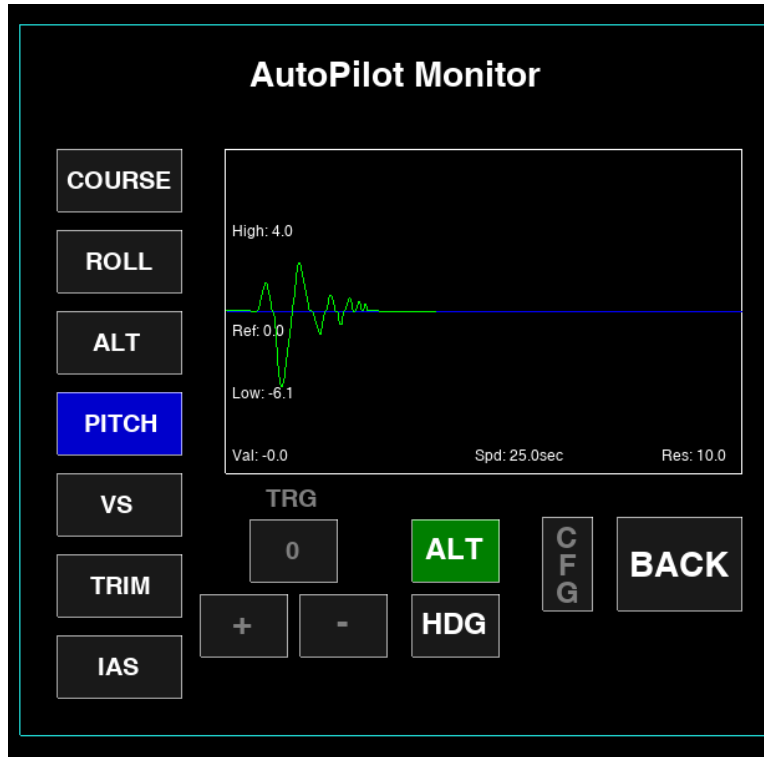 AutoPilot Monitor
COURSE
ROLL
ALT
PITCH
VS
TRIM
IAS
High: 4.0
Ref: 0.0
Low: -6.1
Val: -0.0 Spd: 25.0sec Res: 10.0
TRG
0
+ -
ALT
HDG
CFG
BACK